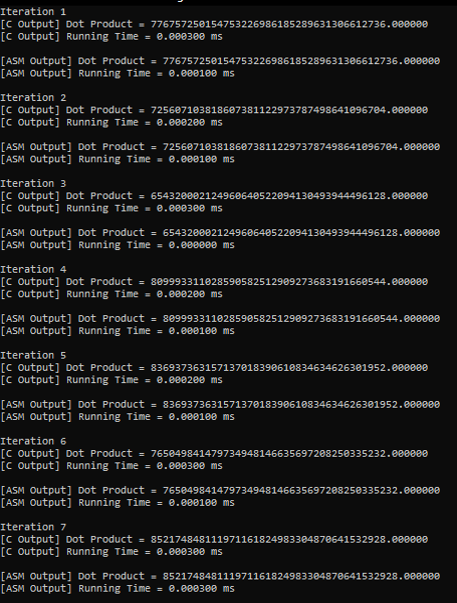 Iteration 1
[C Output] Dot Product = 776757250154753226986185289631306612736.000000
[C Output] Running Time = 0.000300 ms
[ASM Output] Dot Product = 776757250154753226986185289631306612736.000000
[ASM Output] Running Time = 0.000100 ms
Iteration 2
[C Output] Dot Product = 725607103818607381122973787498641096704.000000
[C Output] Running Time = 0.000200 ms
[ASM Output] Dot Product = 725607103818607381122973787498641096704.000000
[ASM Output] Running Time = 0.000100 ms
Iteration 3
[C Output] Dot Product = 654320002124960640522094130493944496128.000000
[C Output] Running Time = 0.000300 ms
[ASM Output] Dot Product = 654320002124960640522094130493944496128.000000
[ASM Output] Running Time = 0.000000 ms
Iteration 4
[C Output] Dot Product = 809993311028590582512909273683191660544.000000
[C Output] Running Time = 0.000200 ms
[ASM Output] Dot Product = 809993311028590582512909273683191660544.000000
[ASM Output] Running Time = 0.000100 ms
Iteration 5
[C Output] Dot Product = 836937363157137018390610834634626301952.000000
[C Output] Running Time = 0.000200 ms
[ASM Output] Dot Product = 836937363157137018390610834634626301952.000000
[ASM Output] Running Time = 0.000100 ms
Iteration 6
[C Output] Dot Product = 765049841479734948146635697208250335232.000000
[C Output] Running Time = 0.000300 ms
[ASM Output] Dot Product = 765049841479734948146635697208250335232.000000
[ASM Output] Running Time = 0.000100 ms
Iteration 7
[C Output] Dot Product = 852174848111971161824983304870641532928.000000
[C Output] Running Time = 0.000300 ms
[ASM Output] Dot Product = 852174848111971161824983304870641532928.000000
[ASM Output] Running Time = 0.000300 ms